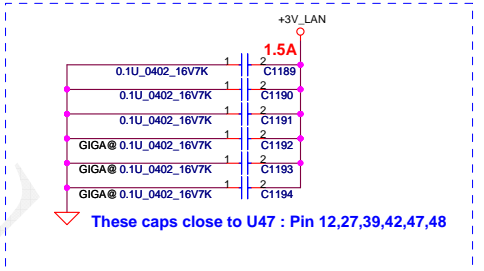 +3V_LAN
1.5A
1 2
0.1U_0402_16V7K C1189
1 2
0.1U_0402_16V7K C1190
1 2
0.1U_0402_16V7K C1191
1 2
GIGA@ 0.1U_0402_16V7K C1192
1 2
GIGA@ 0.1U_0402_16V7K C1193
1 2
GIGA@ 0.1U_0402_16V7K C1194
These caps close to U47 : Pin 12,27,39,42,47,48